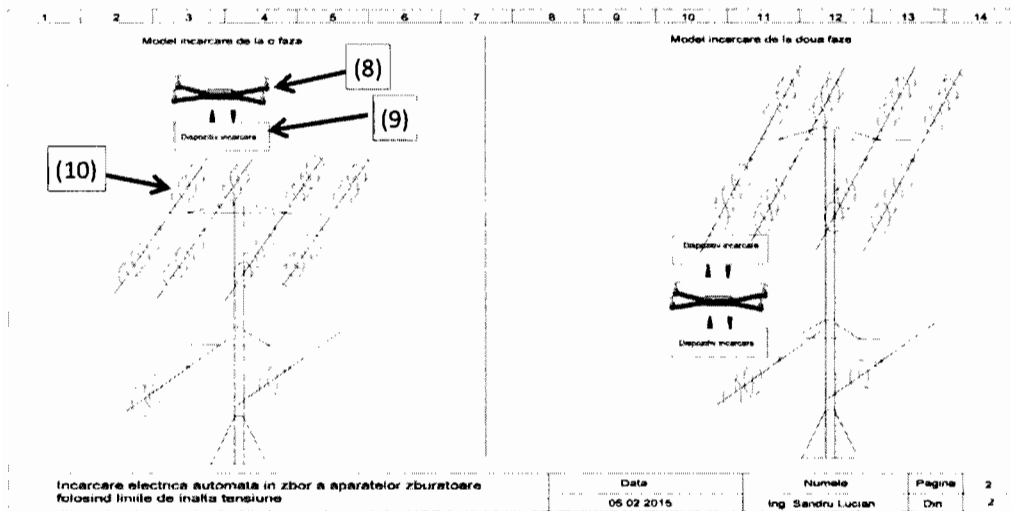 1 2 3 4 5 6 7 8 9 10 11 12 13 14
Model incarcare de la o faza
Model incarcare de la doua faze
(8)
(9)
Dispozitiv incarcare
(10)
Dispozitiv incarcare
Dispozitiv incarcare
Incarcare electrica automata in zbor a aparatelor zburatoare
folosind liniile de inalta tensiune
Data
Numele
Pagina 2
05 02 2015
Ing Sandru Lucian
Din 2